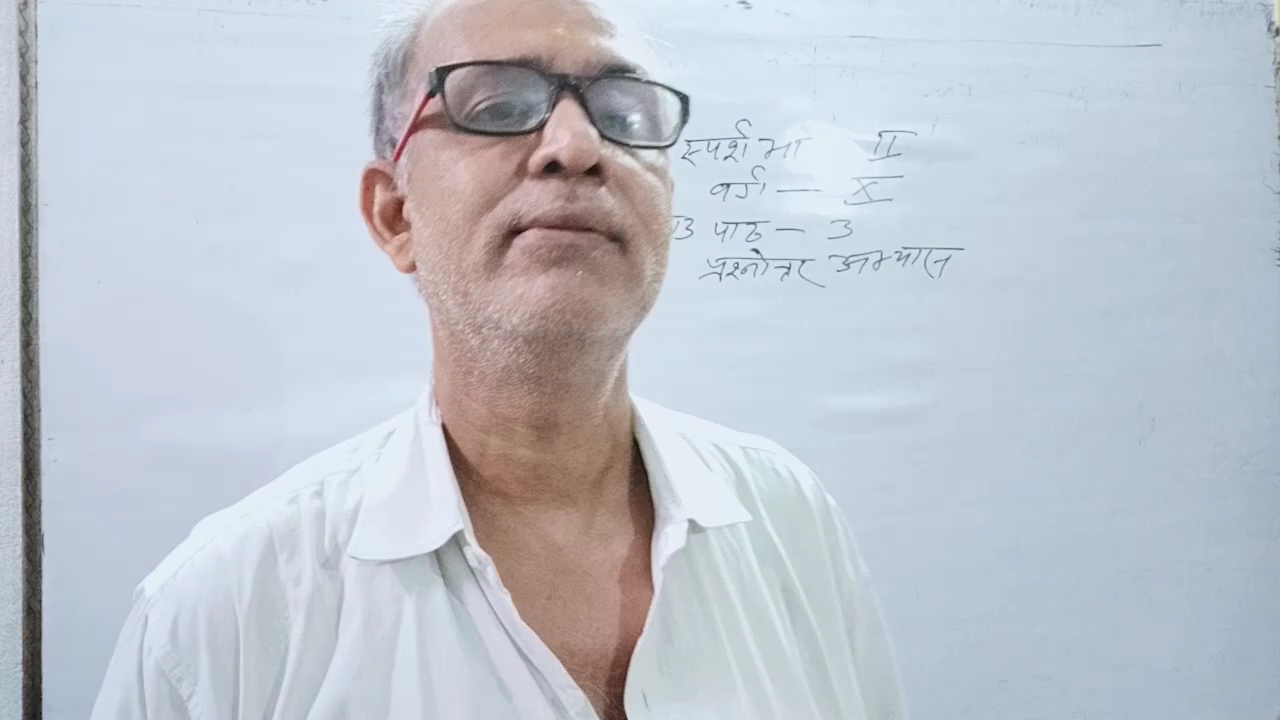 स्पर्श भा II
वर्ग — X
पाठ — 3
प्रश्नोत्तर अभ्यास